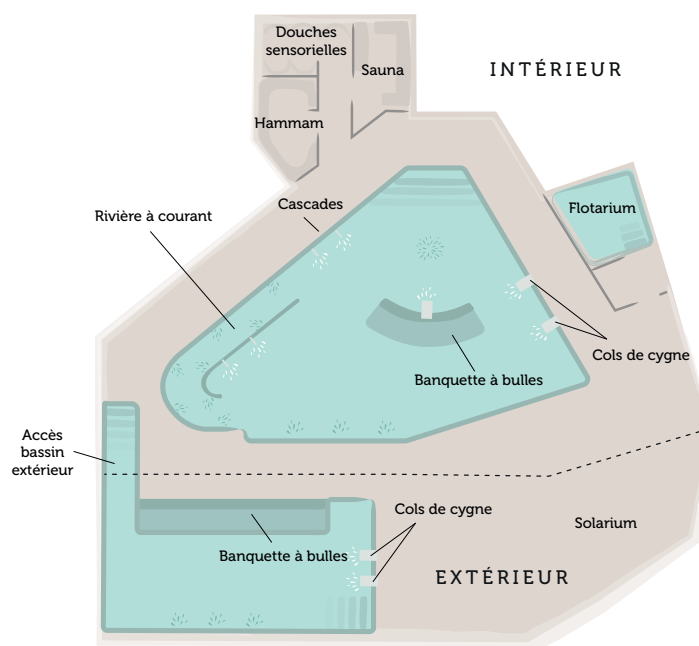 Douches
sensorielles
Sauna
INTÉRIEUR
Hammam
Cascades
Flotarium
Rivière à courant
Cols de cygne
Banquette à bulles
Accès
bassin
extérieur
Cols de cygne
Solarium
Banquette à bulles
EXTÉRIEUR